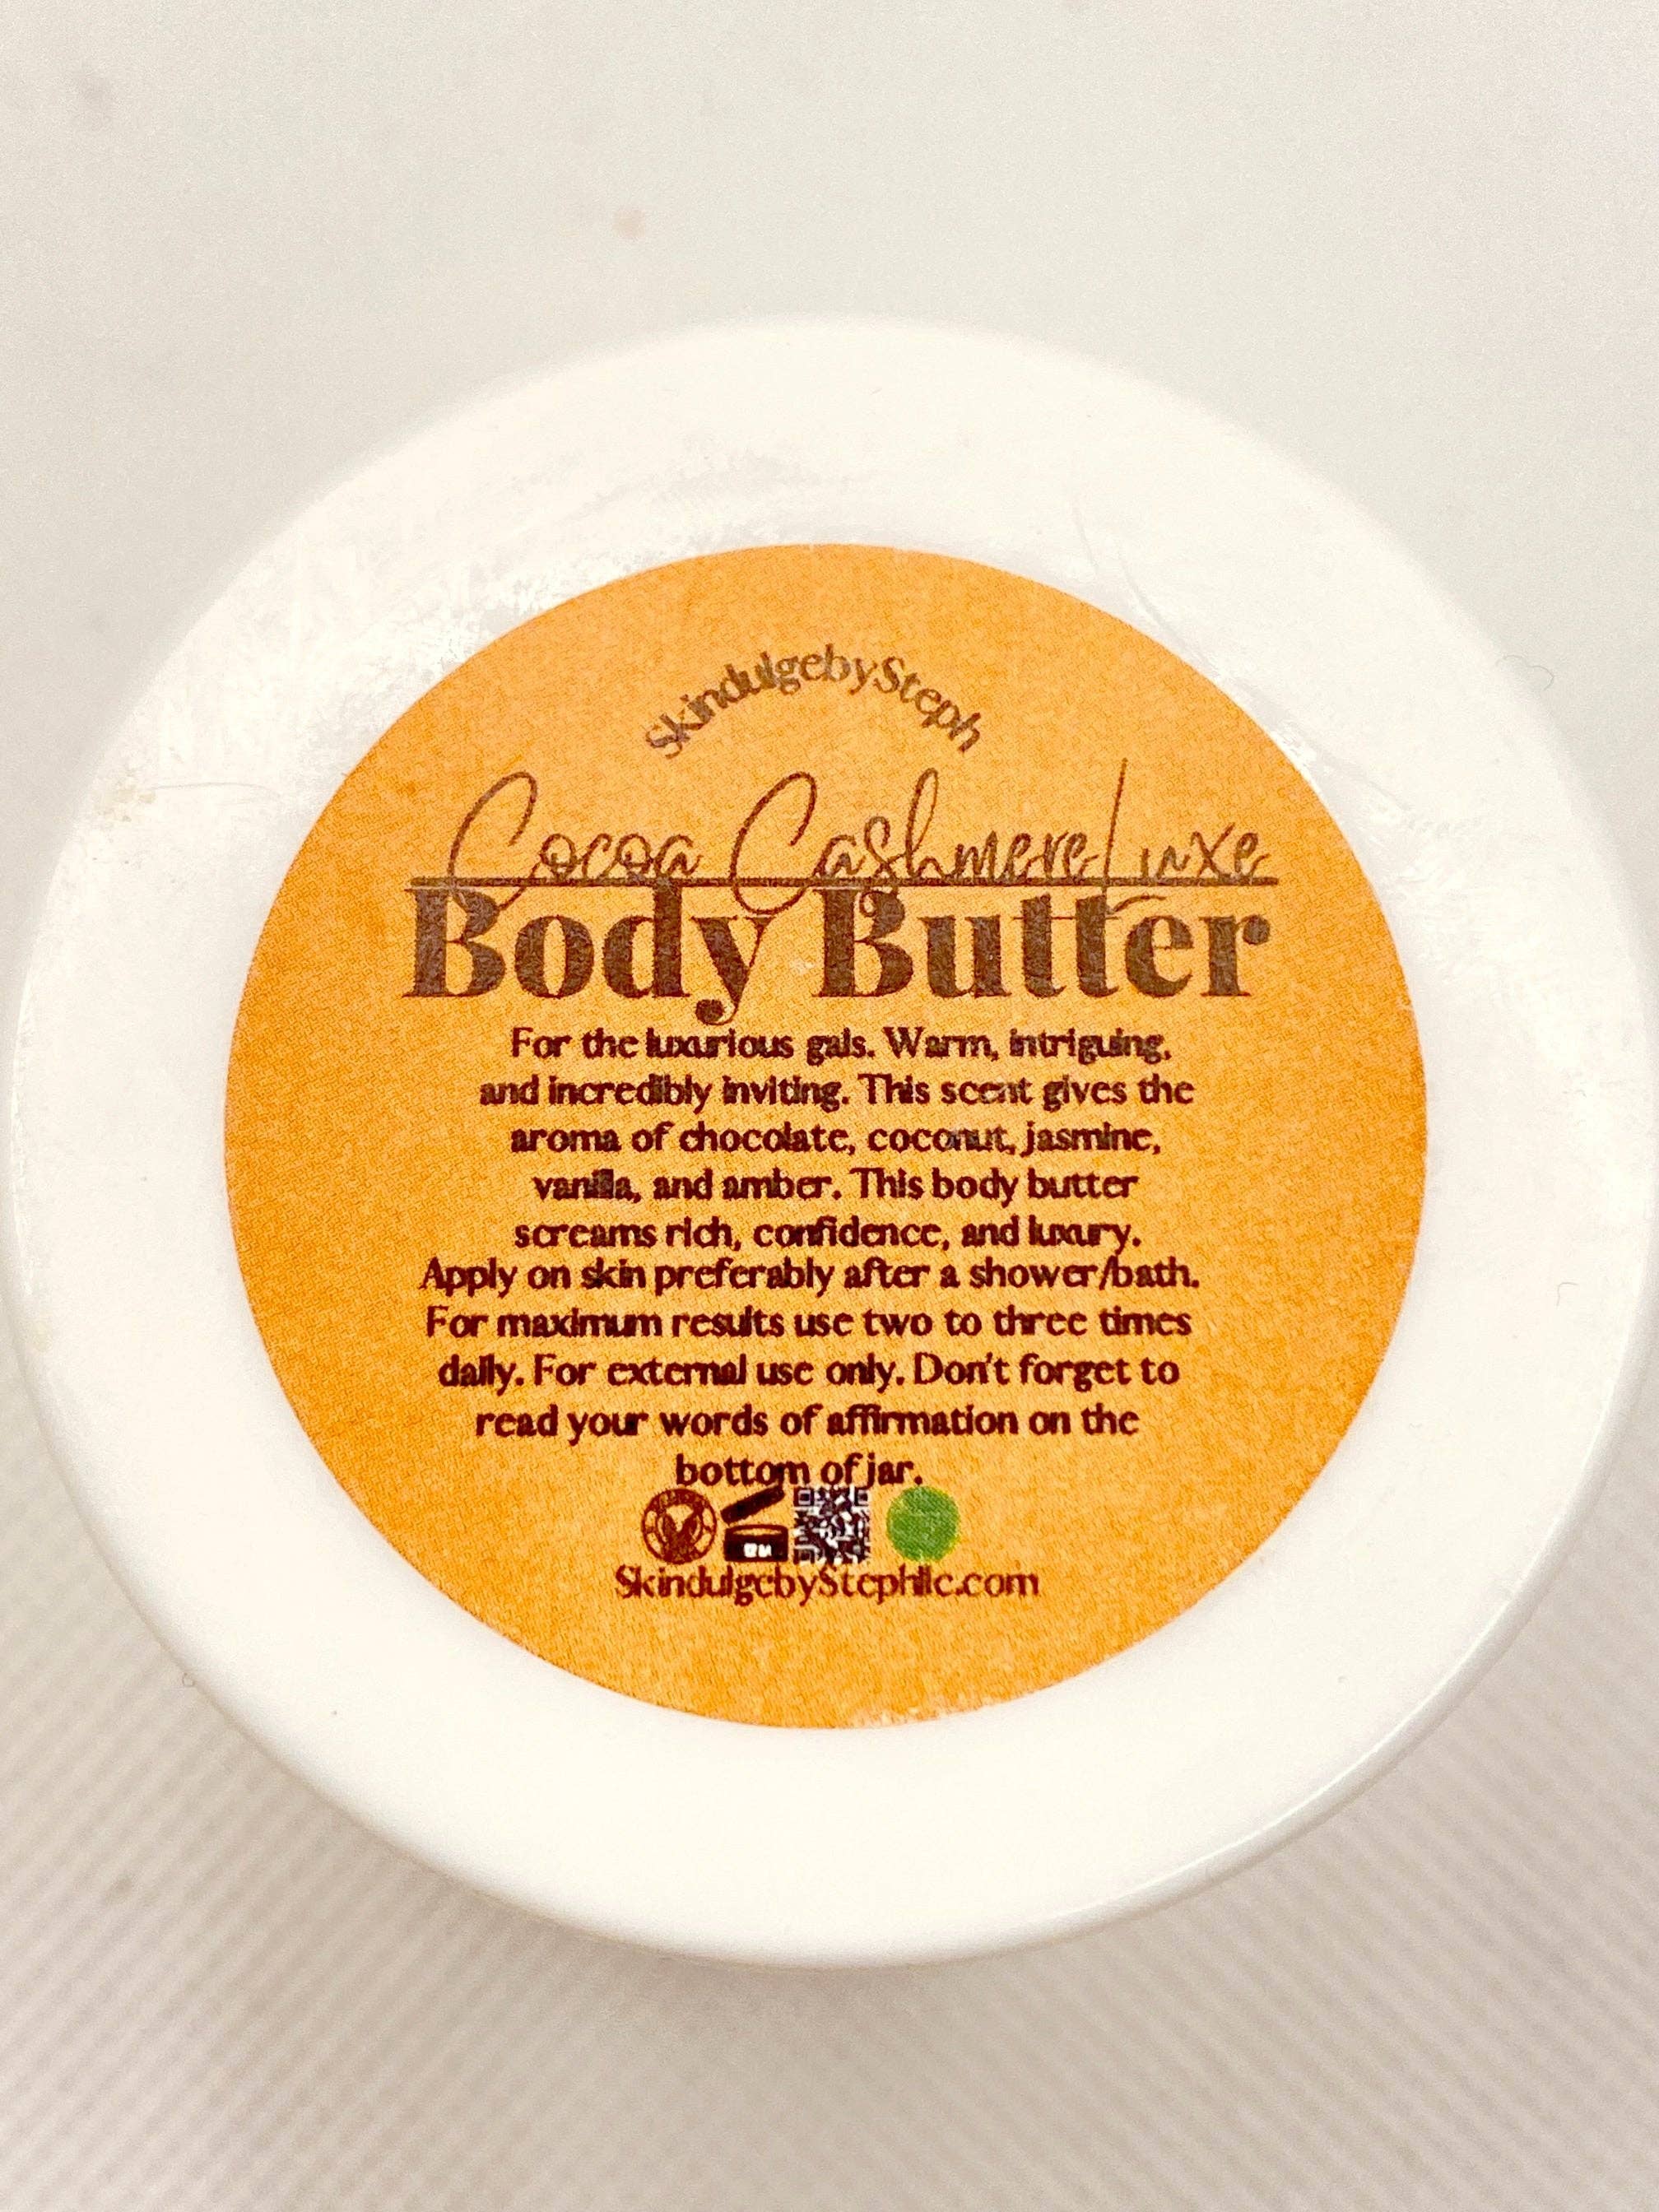 SkindulgebySteph
Cocoa Cashmere Luxe
Body Butter
For the luxurious gals. Warm, intriguing,
and incredibly inviting. This scent gives the
aroma of chocolate, coconut, jasmine,
vanilla, and amber. This body butter
screams rich, confidence, and luxury.
Apply on skin preferably after a shower/bath.
For maximum results use two to three times
daily. For external use only. Don't forget to
read your words of affirmation on the
bottom of jar.
SkindulgebyStephllc.com